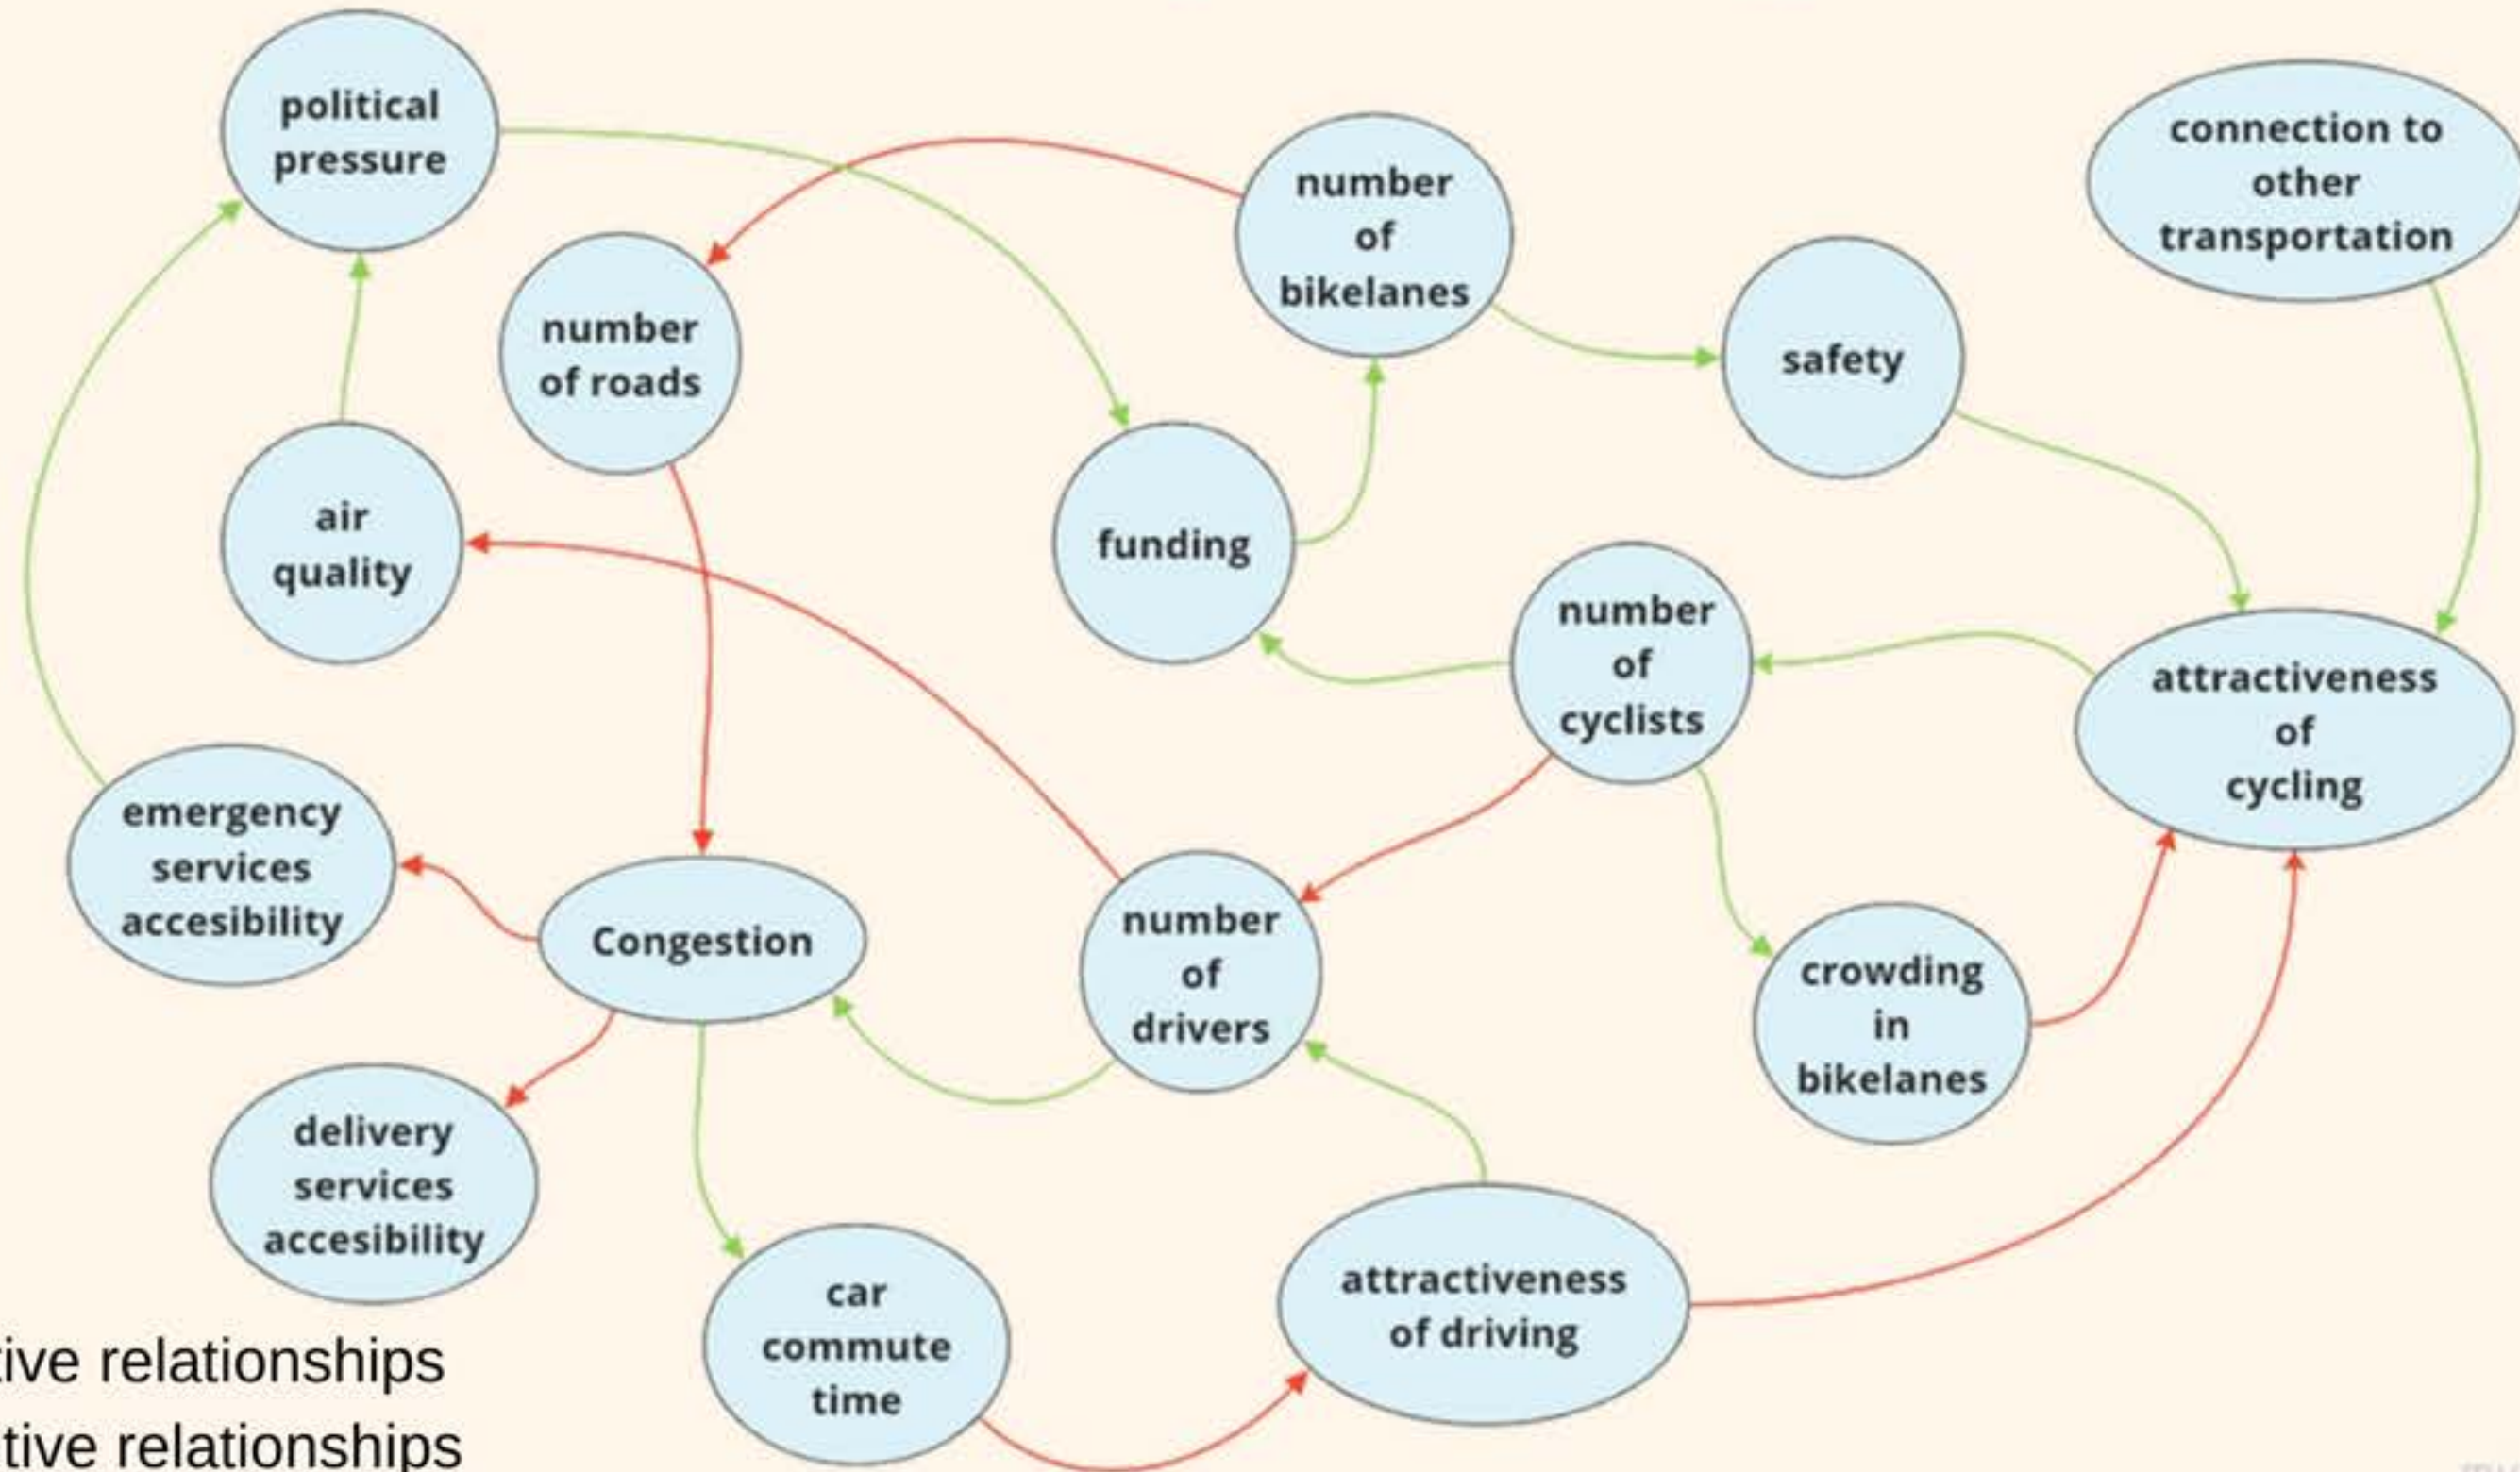 political
pressure
number
of
bikelanes
connection to
other
transportation
number
of roads
safety
air
quality
funding
number
of
cyclists
attractiveness
of
cycling
emergency
services
accesibility
Congestion
number
of
drivers
crowding
in
bikelanes
delivery
services
accesibility
car
commute
time
attractiveness
of driving
tive relationships
tive relationships